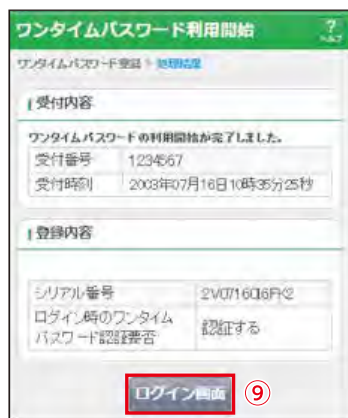 ワンタイムパスワード利用開始
?
ヘルプ
ワンタイムパスワード登録 > 処理結果
受付内容
ワンタイムパスワードの利用開始が完了しました。
受付番号 1234567
受付時刻 2003年07月16日10時35分25秒
登録内容
シリアル番号
ログイン時のワンタイム 認証する
パスワード認証要否
ログイン画面 ⑨